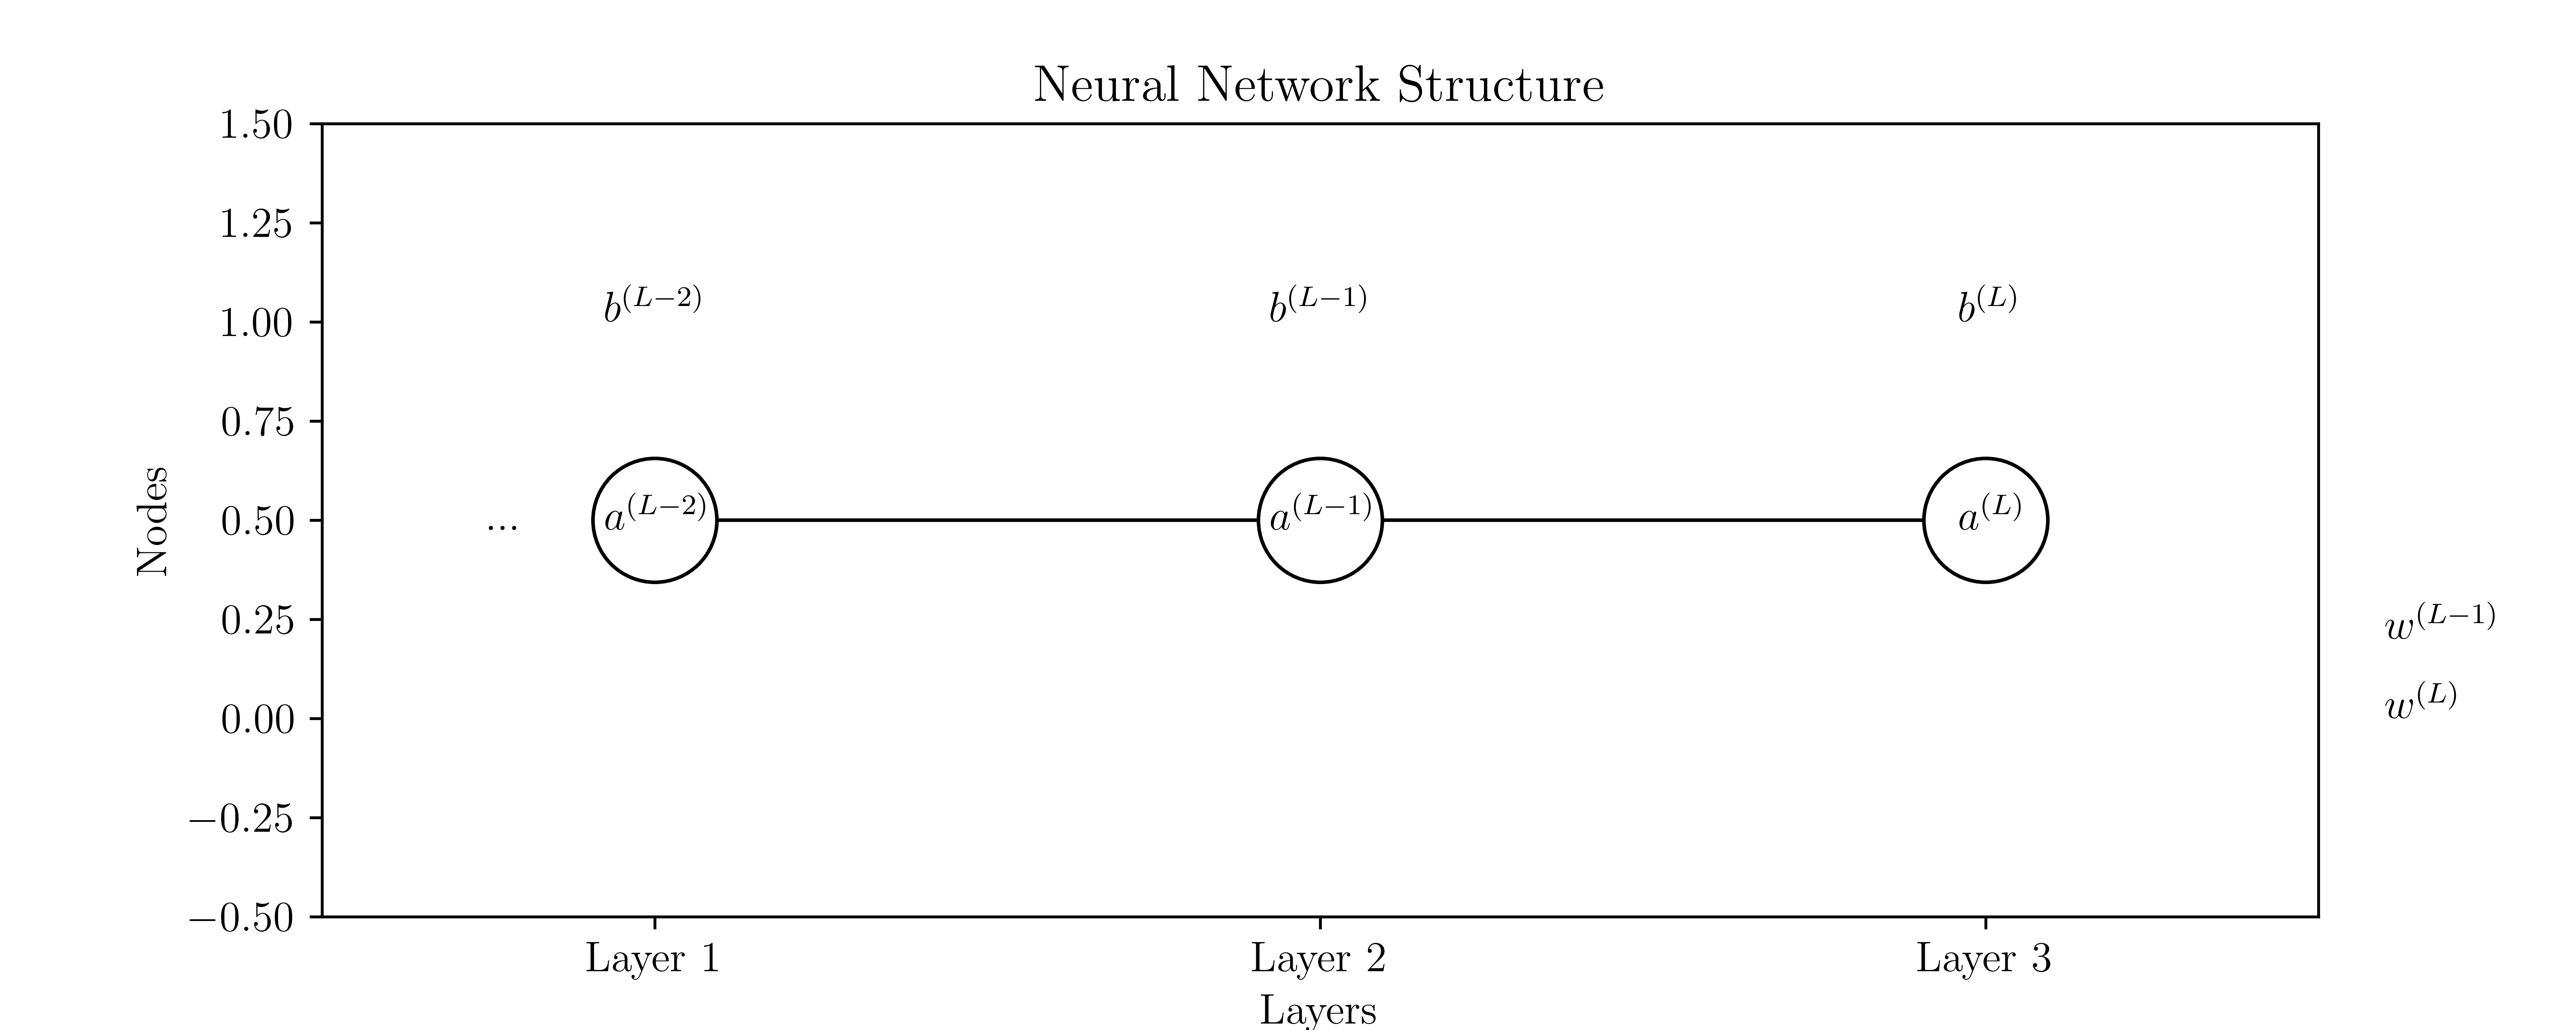 Neural Network Structure
1.50
1.25
1.00
0.75
0.50
0.25
0.00
−0.25
−0.50
Nodes
b^(L−2) b^(L−1) b^(L)
... a^(L−2) a^(L−1) a^(L)
w^(L−1)
w^(L)
Layer 1 Layer 2 Layer 3
Layers